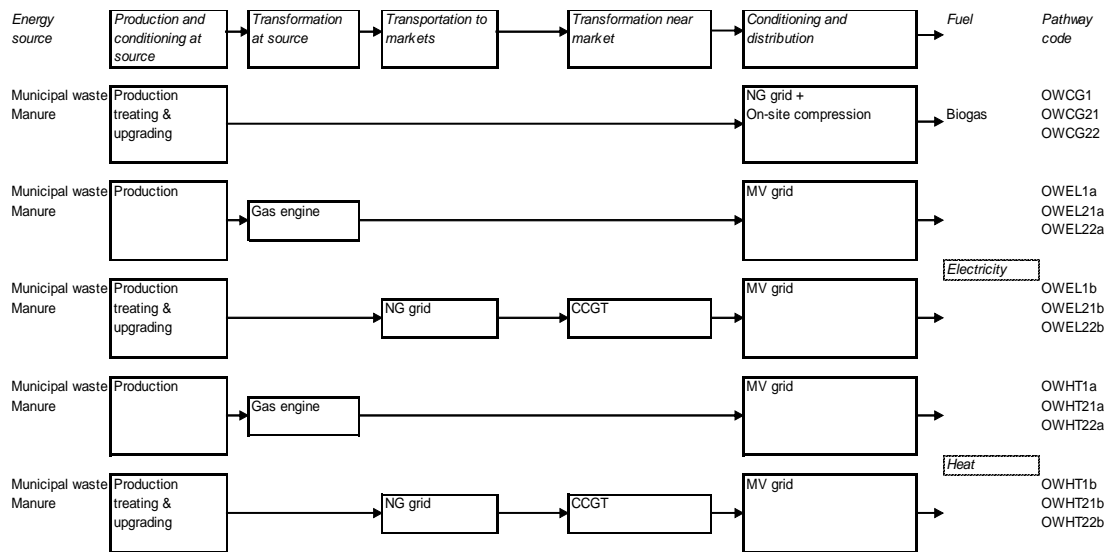 Energy source
Production and conditioning at source
Transformation at source
Transportation to markets
Transformation near market
Conditioning and distribution
Fuel
Pathway code
Municipal waste
Manure
Production
treating &
upgrading
NG grid +
On-site compression
Biogas
OWCG1
OWCG21
OWCG22
Municipal waste
Manure
Production
Gas engine
MV grid
OWEL1a
OWEL21a
OWEL22a
Electricity
Municipal waste
Manure
Production
treating &
upgrading
NG grid
CCGT
MV grid
OWEL1b
OWEL21b
OWEL22b
Municipal waste
Manure
Production
Gas engine
MV grid
OWHT1a
OWHT21a
OWHT22a
Heat
Municipal waste
Manure
Production
treating &
upgrading
NG grid
CCGT
MV grid
OWHT1b
OWHT21b
OWHT22b